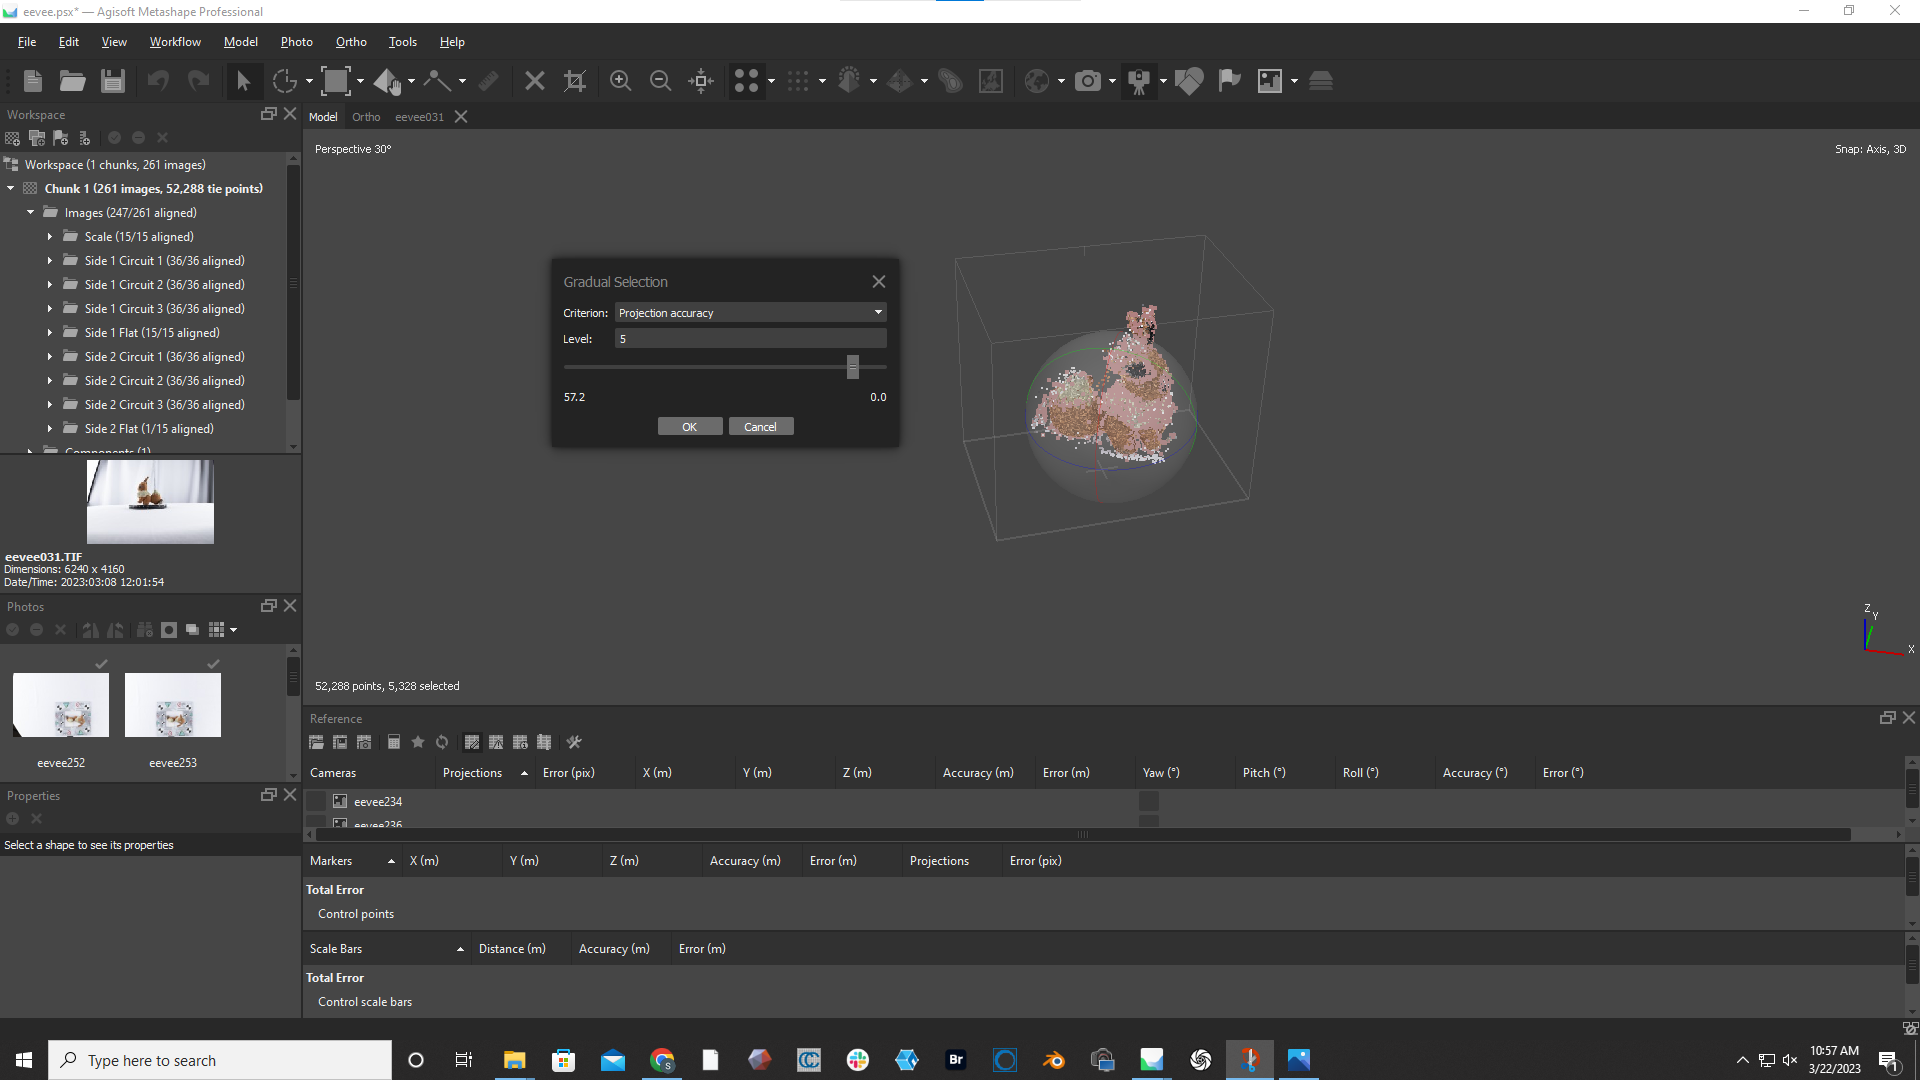 eevee.psx* — Agisoft Metashape Professional
File Edit View Workflow Model Photo Ortho Tools Help
Workspace
Workspace (1 chunks, 261 images)
Chunk 1 (261 images, 52,288 tie points)
Images (247/261 aligned)
Scale (15/15 aligned)
Side 1 Circuit 1 (36/36 aligned)
Side 1 Circuit 2 (36/36 aligned)
Side 1 Circuit 3 (36/36 aligned)
Side 1 Flat (15/15 aligned)
Side 2 Circuit 1 (36/36 aligned)
Side 2 Circuit 2 (36/36 aligned)
Side 2 Circuit 3 (36/36 aligned)
Side 2 Flat (1/15 aligned)
Components (1)
eevee031.TIF
Dimensions: 6240 x 4160
Date/Time: 2023:03:08 12:01:54
Photos
eevee252 eevee253
Properties
Select a shape to see its properties
Model Ortho eevee031
Perspective 30°
Snap: Axis, 3D
Gradual Selection
Criterion: Projection accuracy
Level: 5
57.2 0.0
OK Cancel
Z
Y
X
52,288 points, 5,328 selected
Reference
Cameras Projections Error (pix) X (m) Y (m) Z (m) Accuracy (m) Error (m) Yaw (°) Pitch (°) Roll (°) Accuracy (°) Error (°)
eevee234
eevee236
Markers X (m) Y (m) Z (m) Accuracy (m) Error (m) Projections Error (pix)
Total Error
Control points
Scale Bars Distance (m) Accuracy (m) Error (m)
Total Error
Control scale bars
Type here to search
Br
S
10:57 AM
3/22/2023
1